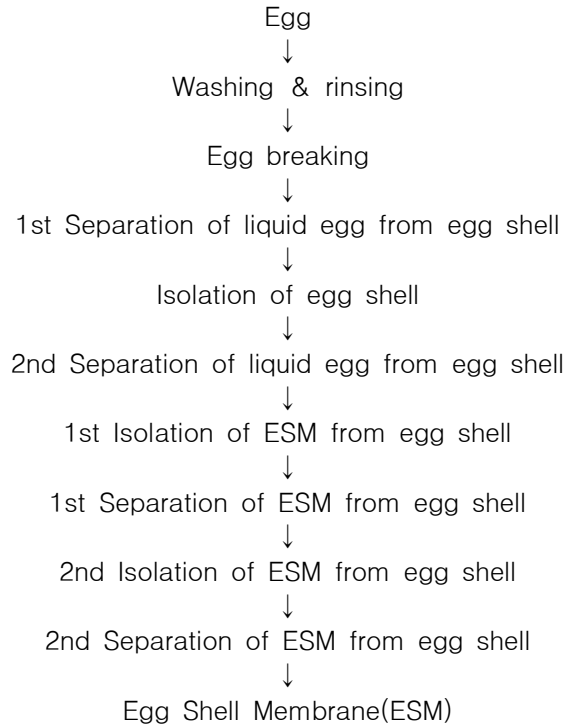 Egg
↓
Washing & rinsing
↓
Egg breaking
↓
1st Separation of liquid egg from egg shell
↓
Isolation of egg shell
↓
2nd Separation of liquid egg from egg shell
↓
1st Isolation of ESM from egg shell
↓
1st Separation of ESM from egg shell
↓
2nd Isolation of ESM from egg shell
↓
2nd Separation of ESM from egg shell
↓
Egg Shell Membrane(ESM)